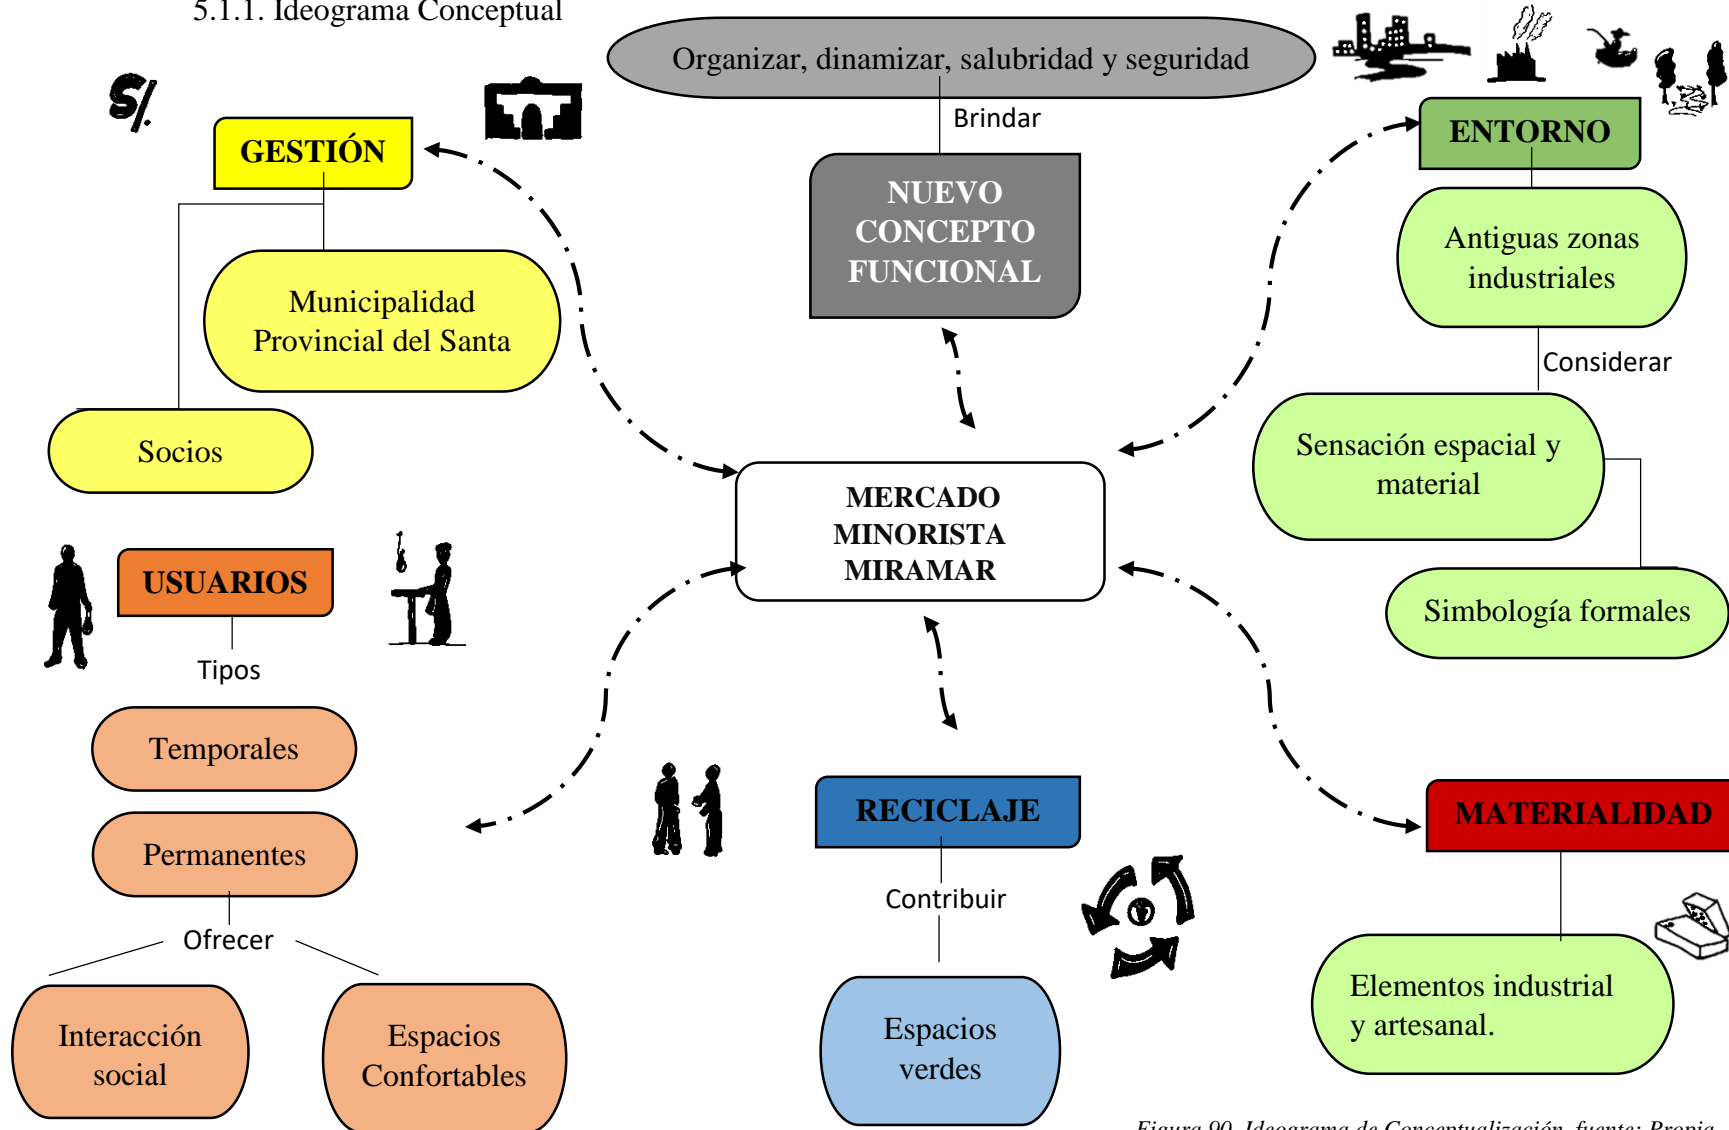 5.1.1. Ideograma Conceptual
Organizar, dinamizar, salubridad y seguridad
Brindar
S/.
GESTIÓN
NUEVO
CONCEPTO
FUNCIONAL
ENTORNO
Municipalidad
Provincial del Santa
Antiguas zonas
industriales
Considerar
Socios
Sensación espacial y
material
MERCADO
MINORISTA
MIRAMAR
Simbología formales
USUARIOS
Tipos
Temporales
Permanentes
Ofrecer
Interacción
social
Espacios
Confortables
RECICLAJE
Contribuir
Espacios
verdes
MATERIALIDAD
Elementos industrial
y artesanal.
Figura 90. Ideograma de Conceptualización, fuente: Propia